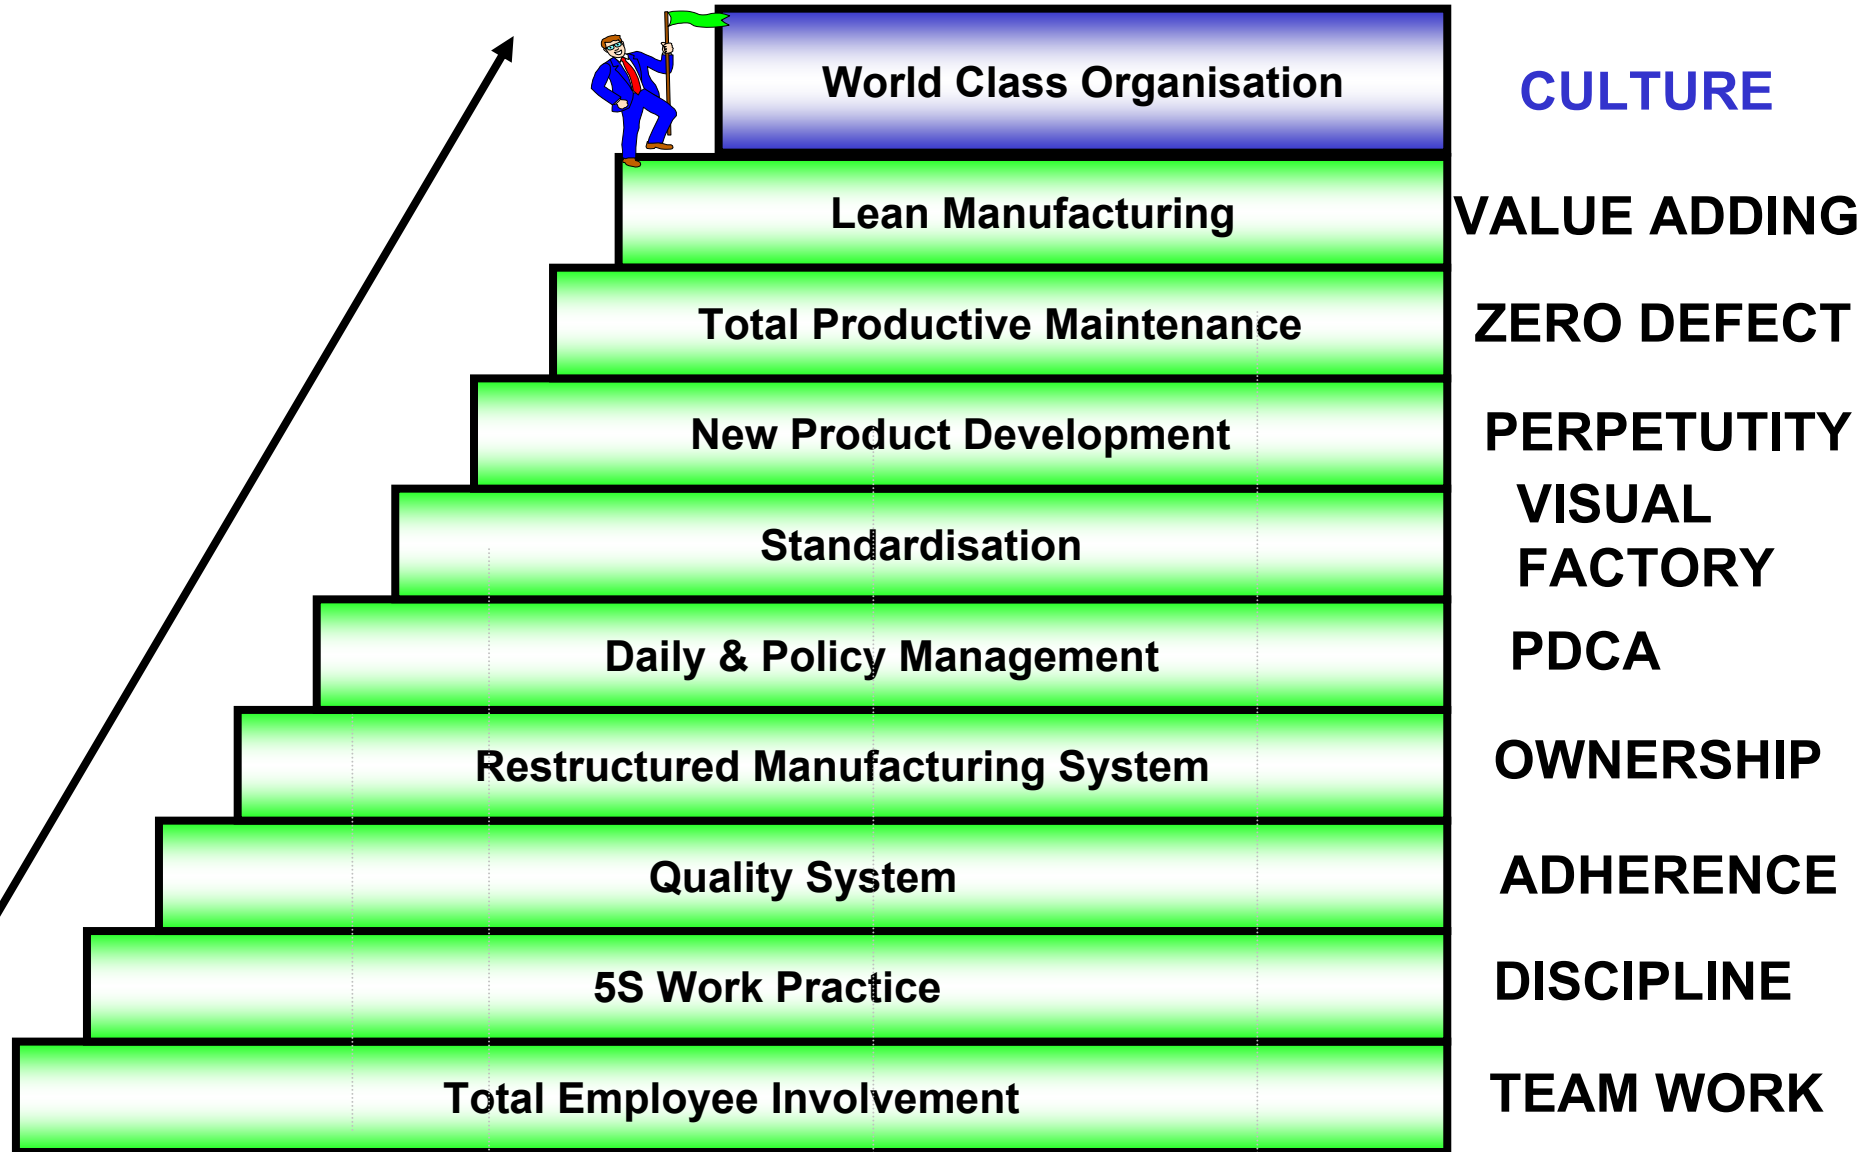 World Class Organisation
CULTURE
Lean Manufacturing
VALUE ADDING
Total Productive Maintenance
ZERO DEFECT
New Product Development
PERPETUTITY
Standardisation
VISUAL
FACTORY
Daily & Policy Management
PDCA
Restructured Manufacturing System
OWNERSHIP
Quality System
ADHERENCE
5S Work Practice
DISCIPLINE
Total Employee Involvement
TEAM WORK